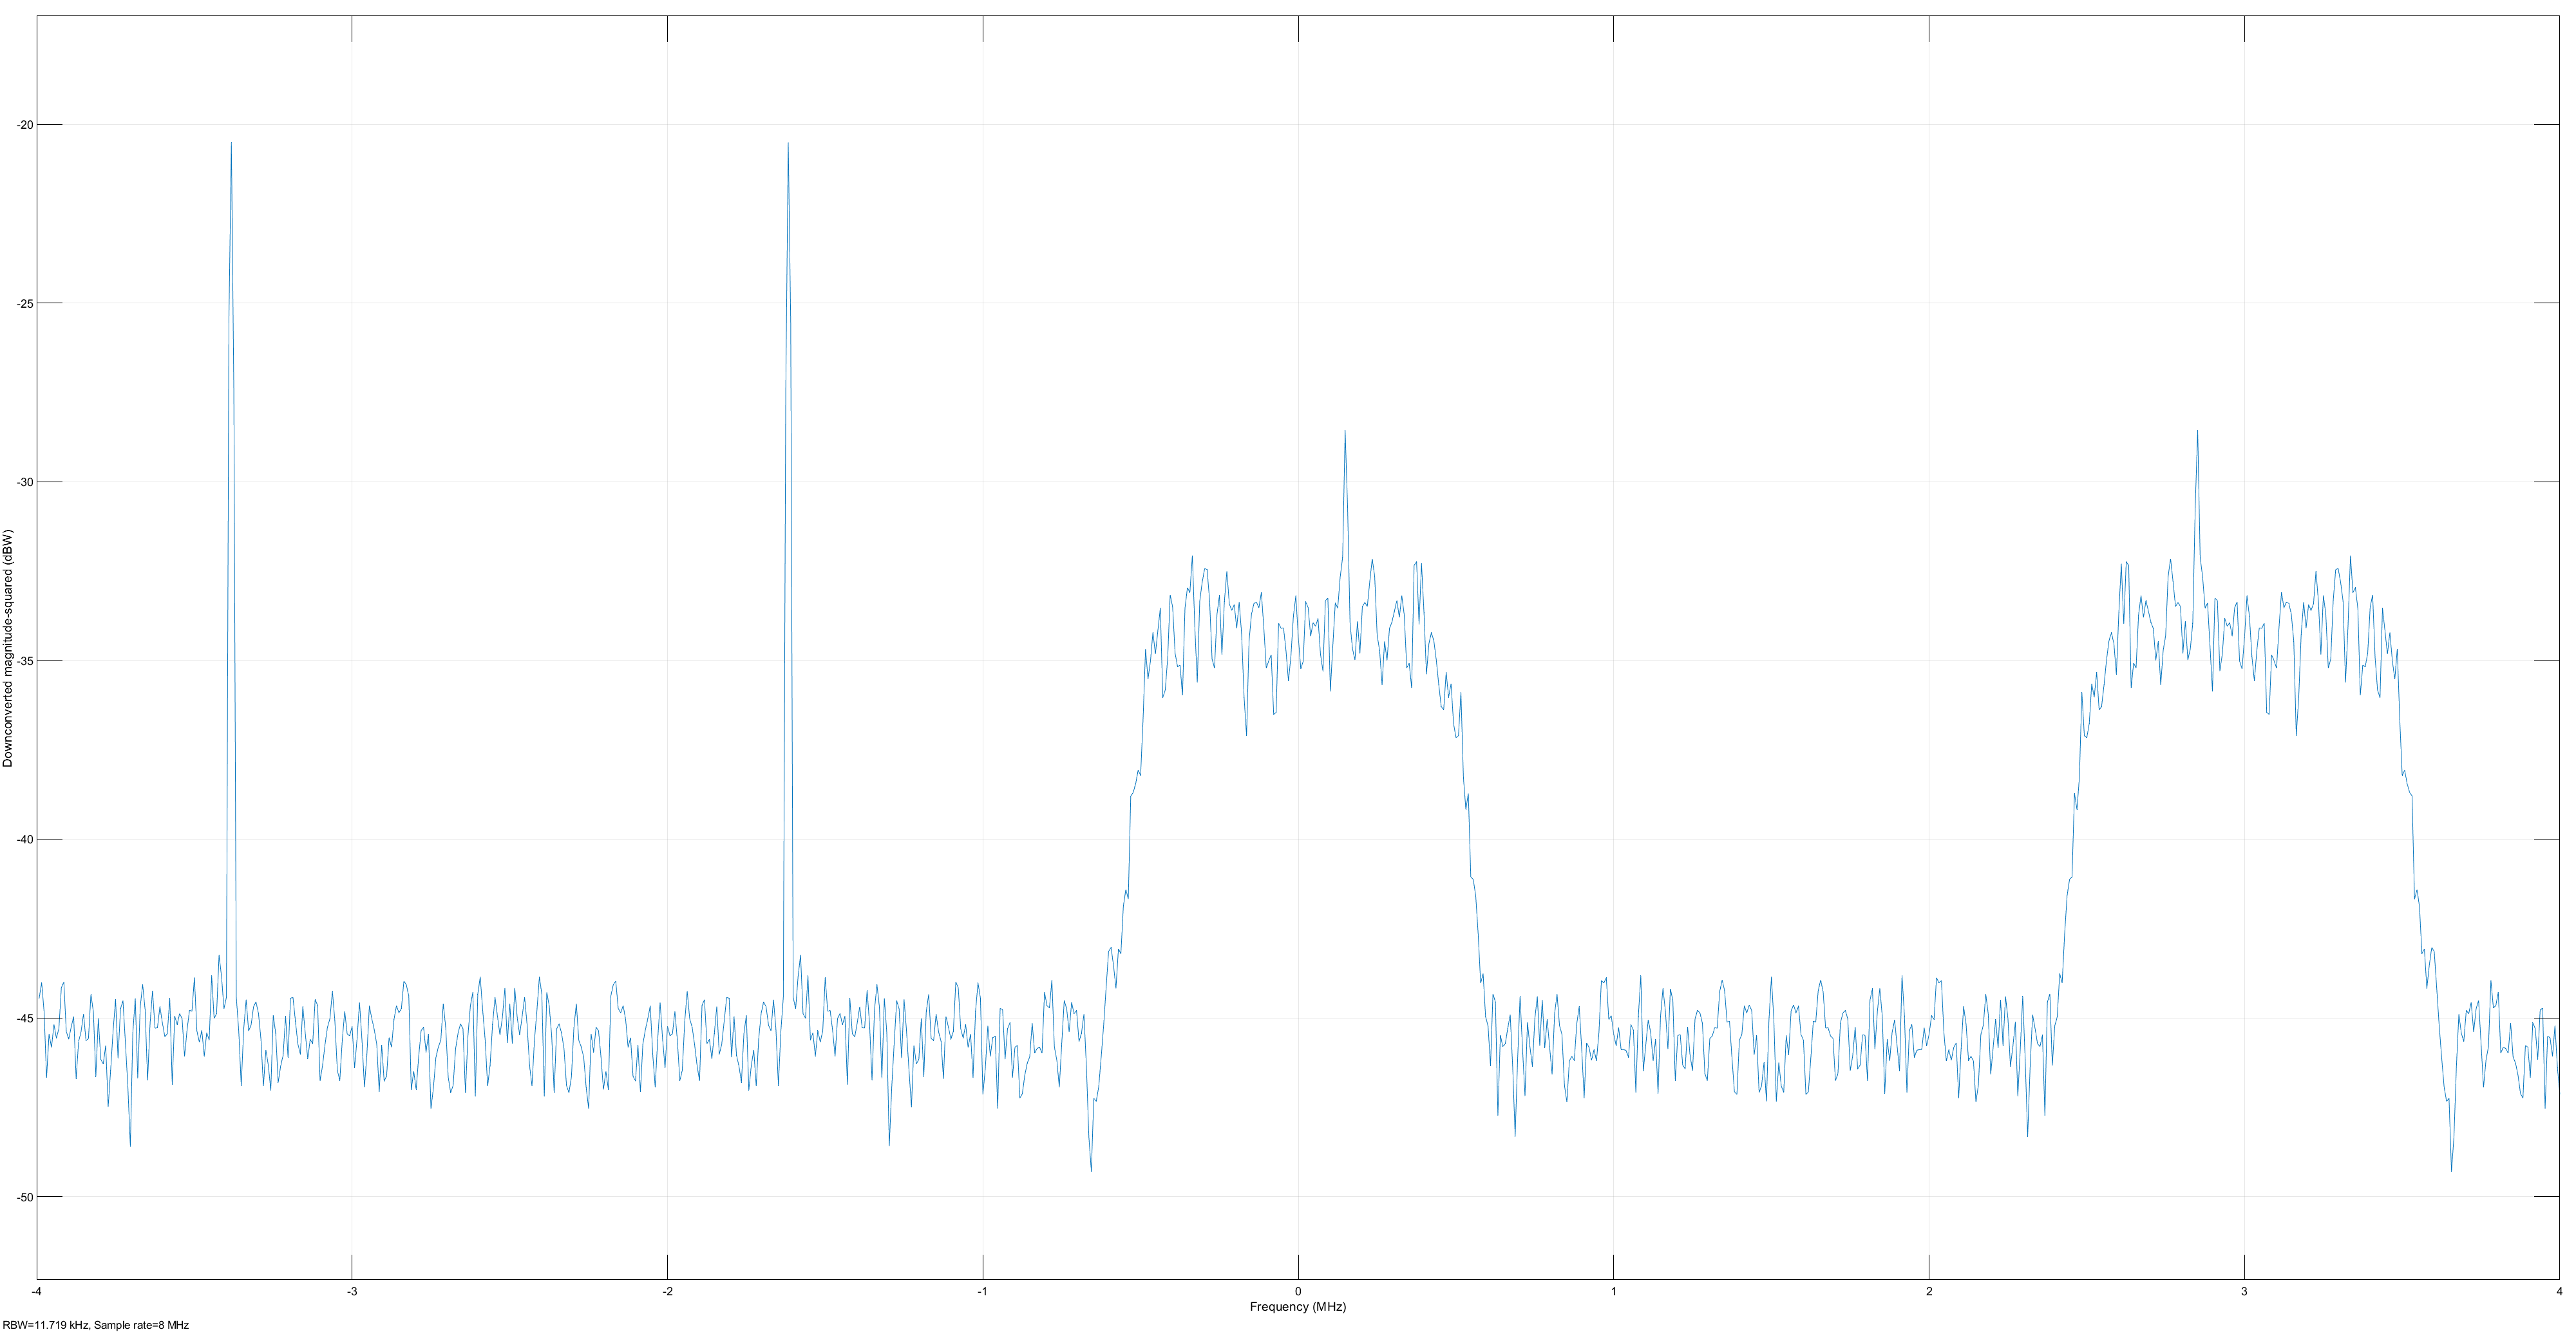 -20
-25
-30
-35
-40
-45
-50
Downconverted magnitude-squared (dBW)
-4 -3 -2 -1 0 1 2 3 4
Frequency (MHz)
RBW=11.719 kHz, Sample rate=8 MHz